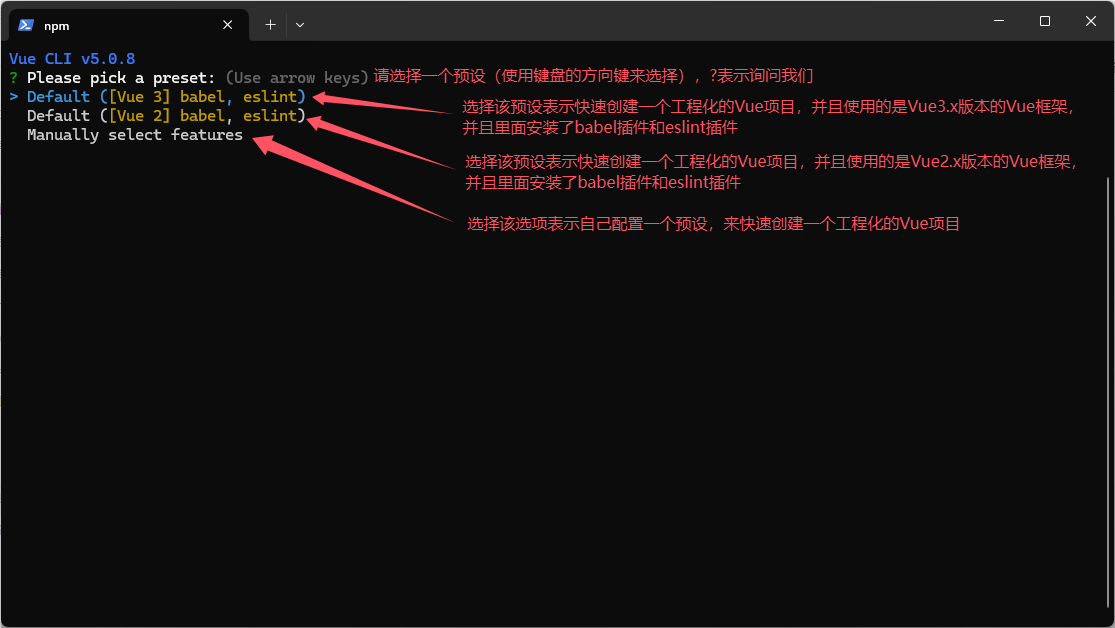 npm
Vue CLI v5.0.8
? Please pick a preset: (Use arrow keys) 请选择一个预设（使用键盘的方向键来选择）, ?表示询问我们
> Default ([Vue 3] babel, eslint)
选择该预设表示快速创建一个工程化的Vue项目，并且使用的是Vue3.x版本的Vue框架，
并且里面安装了babel插件和eslint插件
Default ([Vue 2] babel, eslint)
选择该预设表示快速创建一个工程化的Vue项目，并且使用的是Vue2.x版本的Vue框架，
并且里面安装了babel插件和eslint插件
Manually select features
选择该选项表示自己配置一个预设，来快速创建一个工程化的Vue项目